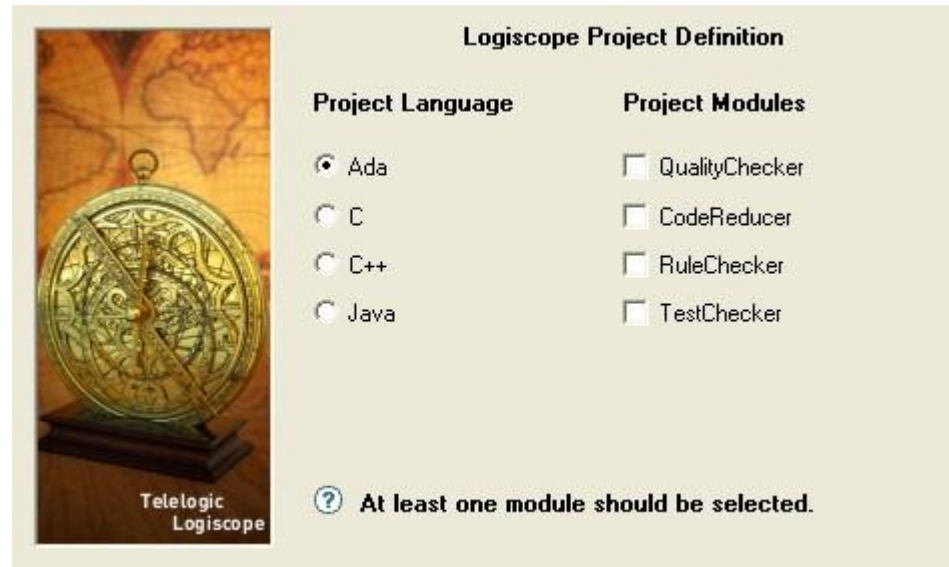 Logiscope Project Definition
Project Language
Project Modules
Ada
QualityChecker
C
CodeReducer
C++
RuleChecker
Java
TestChecker
Telelogic
Logiscope
? At least one module should be selected.